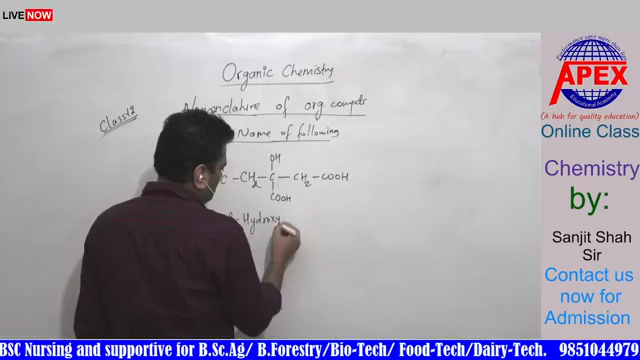 LIVE NOW
Organic Chemistry
Class 12
Nomenclature of org. compds
Name of following
OH
C - CH2 - C - CH2 - COOH
COOH
- Hydroxy
APEX
Educational Academy
(A hub for quality education)
Online Class
Chemistry
by:
Sanjit Shah
Sir
Contact us
now for
Admission
BSC Nursing and supportive for B.Sc.Ag/ B.Forestry/Bio-Tech/ Food-Tech/Dairy-Tech. 9851044979